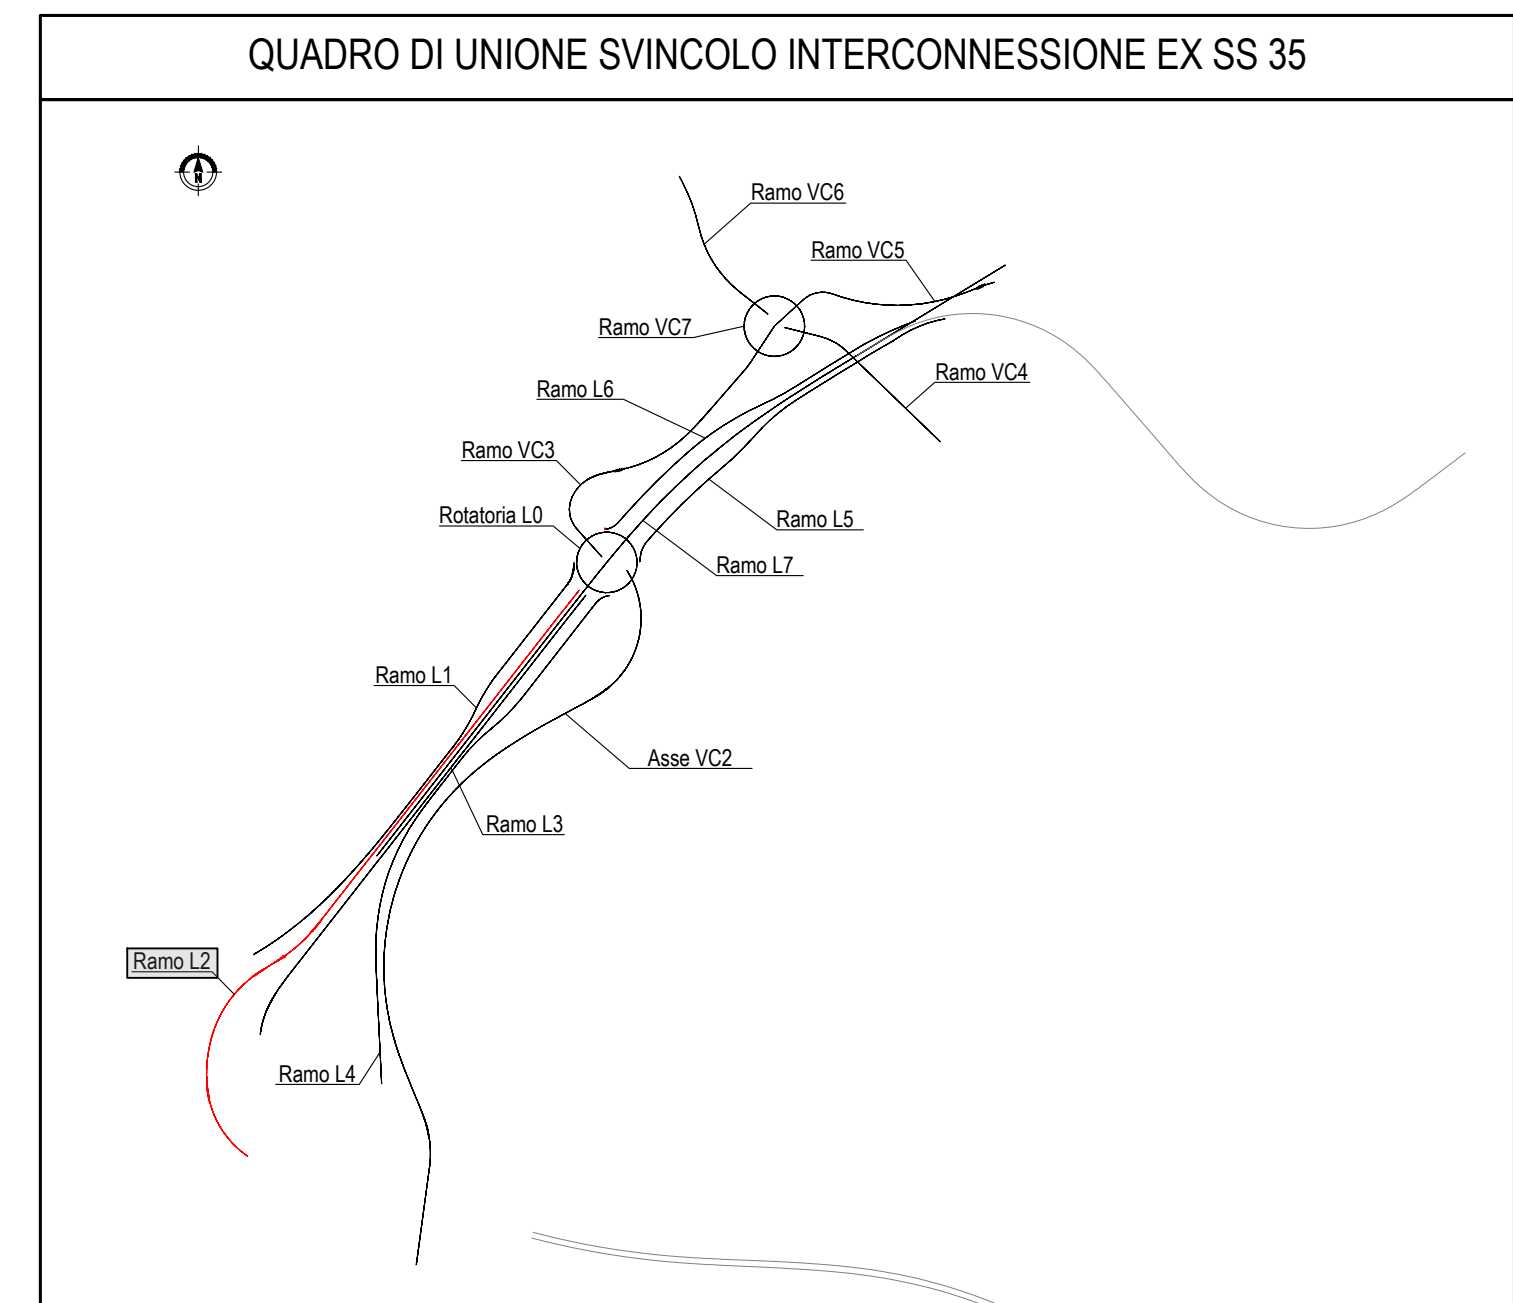 QUADRO DI UNIONE SVINCOLO INTERCONNESSIONE EX SS 35
N
Ramo VC6
Ramo VC5
Ramo VC7
Ramo VC4
Ramo L6
Ramo VC3
Rotatoria L0
Ramo L5
Ramo L7
Ramo L1
Asse VC2
Ramo L3
Ramo L2
Ramo L4